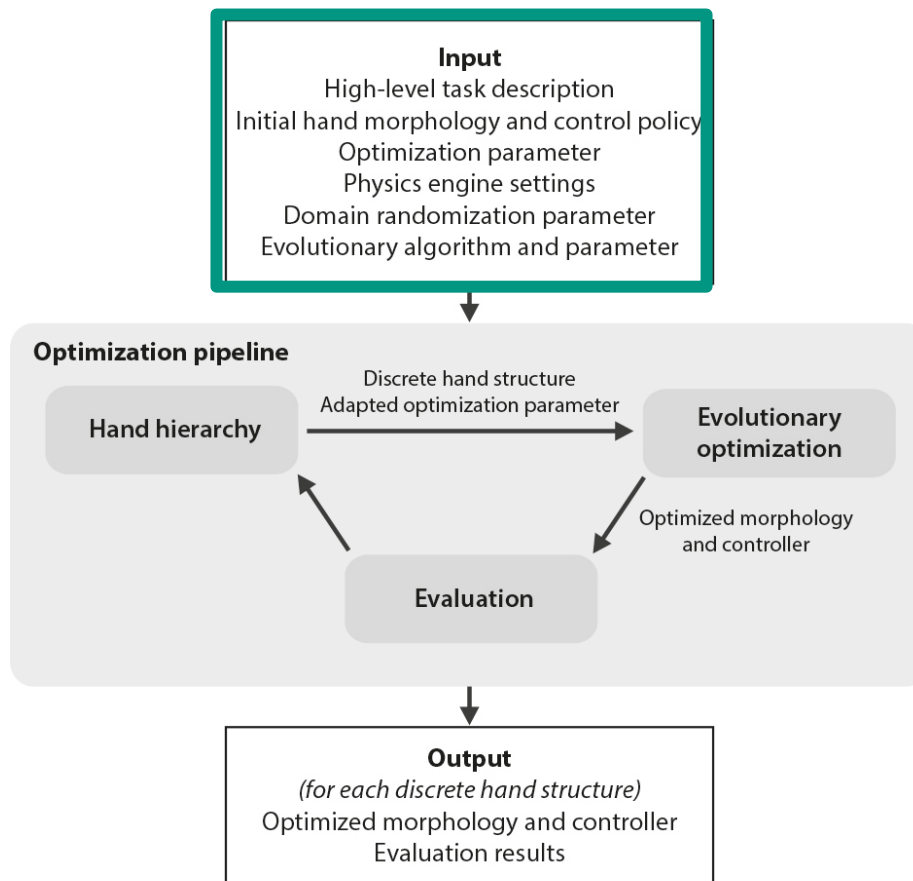 Input
High-level task description
Initial hand morphology and control policy
Optimization parameter
Physics engine settings
Domain randomization parameter
Evolutionary algorithm and parameter
Optimization pipeline
Hand hierarchy
Discrete hand structure
Adapted optimization parameter
Evolutionary
optimization
Optimized morphology
and controller
Evaluation
Output
(for each discrete hand structure)
Optimized morphology and controller
Evaluation results